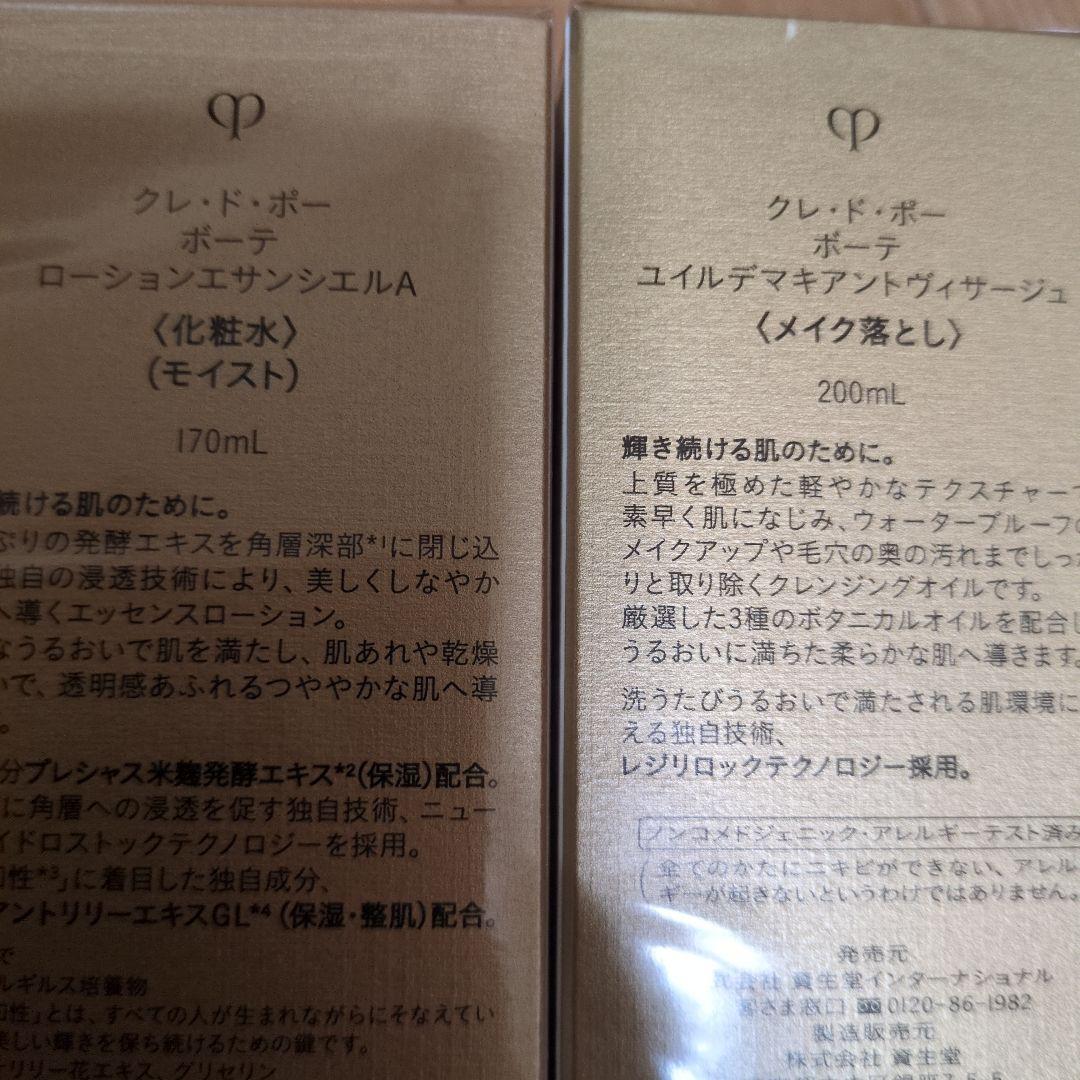 クレ・ド・ポー
ボーテ
ローションエサンシエルA
〈化粧水〉
(モイスト)
170mL
続ける肌のために。
ぷりの発酵エキスを角層深部*1に閉じ込
独自の浸透技術により、美しくしなやか
へ導くエッセンスローション。
なうるおいで肌を満たし、肌あれや乾燥
いで、透明感あふれるつややかな肌へ導
。
分プレシャス米麹発酵エキス*2(保湿)配合。
に角層への浸透を促す独自技術、ニュー
イドロストックテクノロジーを採用。
知性*3」に着目した独自成分、
アントリリーエキスGL*4(保湿・整肌)配合。
で
ルギルス培養物
知性」とは、すべての人が生まれながらにそなえてい
美しい輝きを保ち続けるための鍵です。
リリー花エキス、グリセリン
クレ・ド・ポー
ボーテ
ユイルデマキアントヴィサージュ
〈メイク落とし〉
200mL
輝き続ける肌のために。
上質を極めた軽やかなテクスチャーで
素早く肌になじみ、ウォータープルーフの
メイクアップや毛穴の奥の汚れまでしっか
りと取り除くクレンジングオイルです。
厳選した3種のボタニカルオイルを配合し
うるおいに満ちた柔らかな肌へ導きます。
洗うたびうるおいで満たされる肌環境に
える独自技術、
レジリロックテクノロジー採用。
ノンコメドジェニック・アレルギーテスト済み
全てのかたにニキビができない、アレル
ギーが起きないというわけではありません。
発売元
式会社 資生堂インターナショナル
客さま窓口 0120-86-1982
製造販売元
株式会社 資生堂